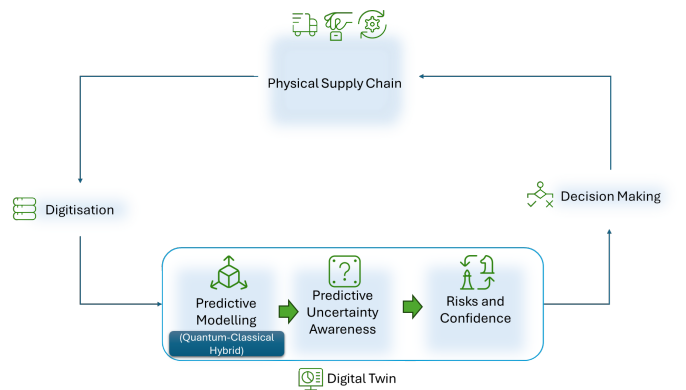 Physical Supply Chain
Digitisation
Decision Making
Predictive
Modelling
(Quantum-Classical
Hybrid)
Predictive
Uncertainty
Awareness
Risks and
Confidence
Digital Twin